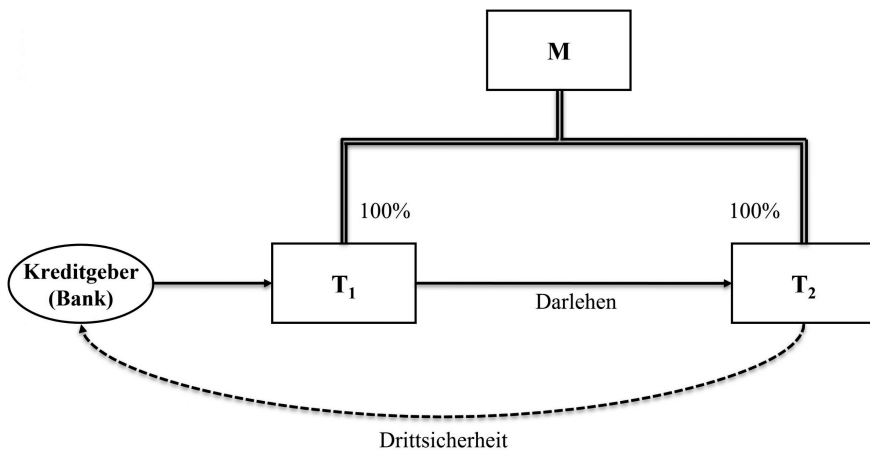 M
100%
100%
Kreditgeber
(Bank)
T₁
Darlehen
T₂
Drittsicherheit